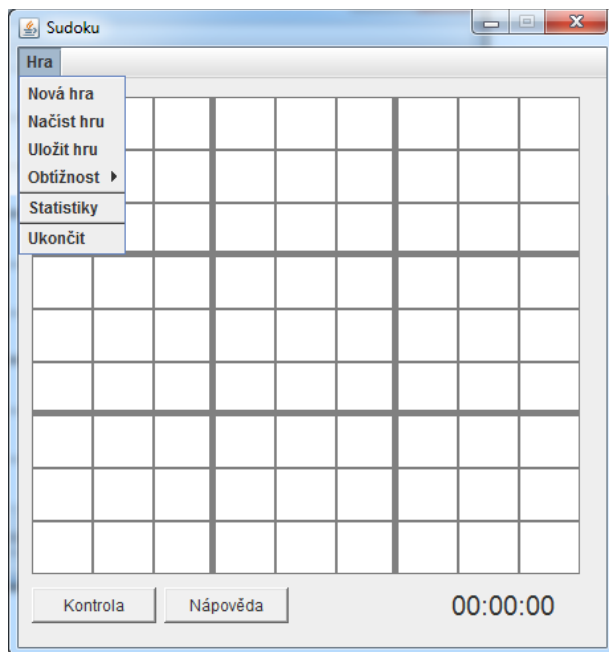 Sudoku
Hra
Nová hra
Načíst hru
Uložit hru
Obtížnost
Statistiky
Ukončit
Kontrola Nápověda 00:00:00